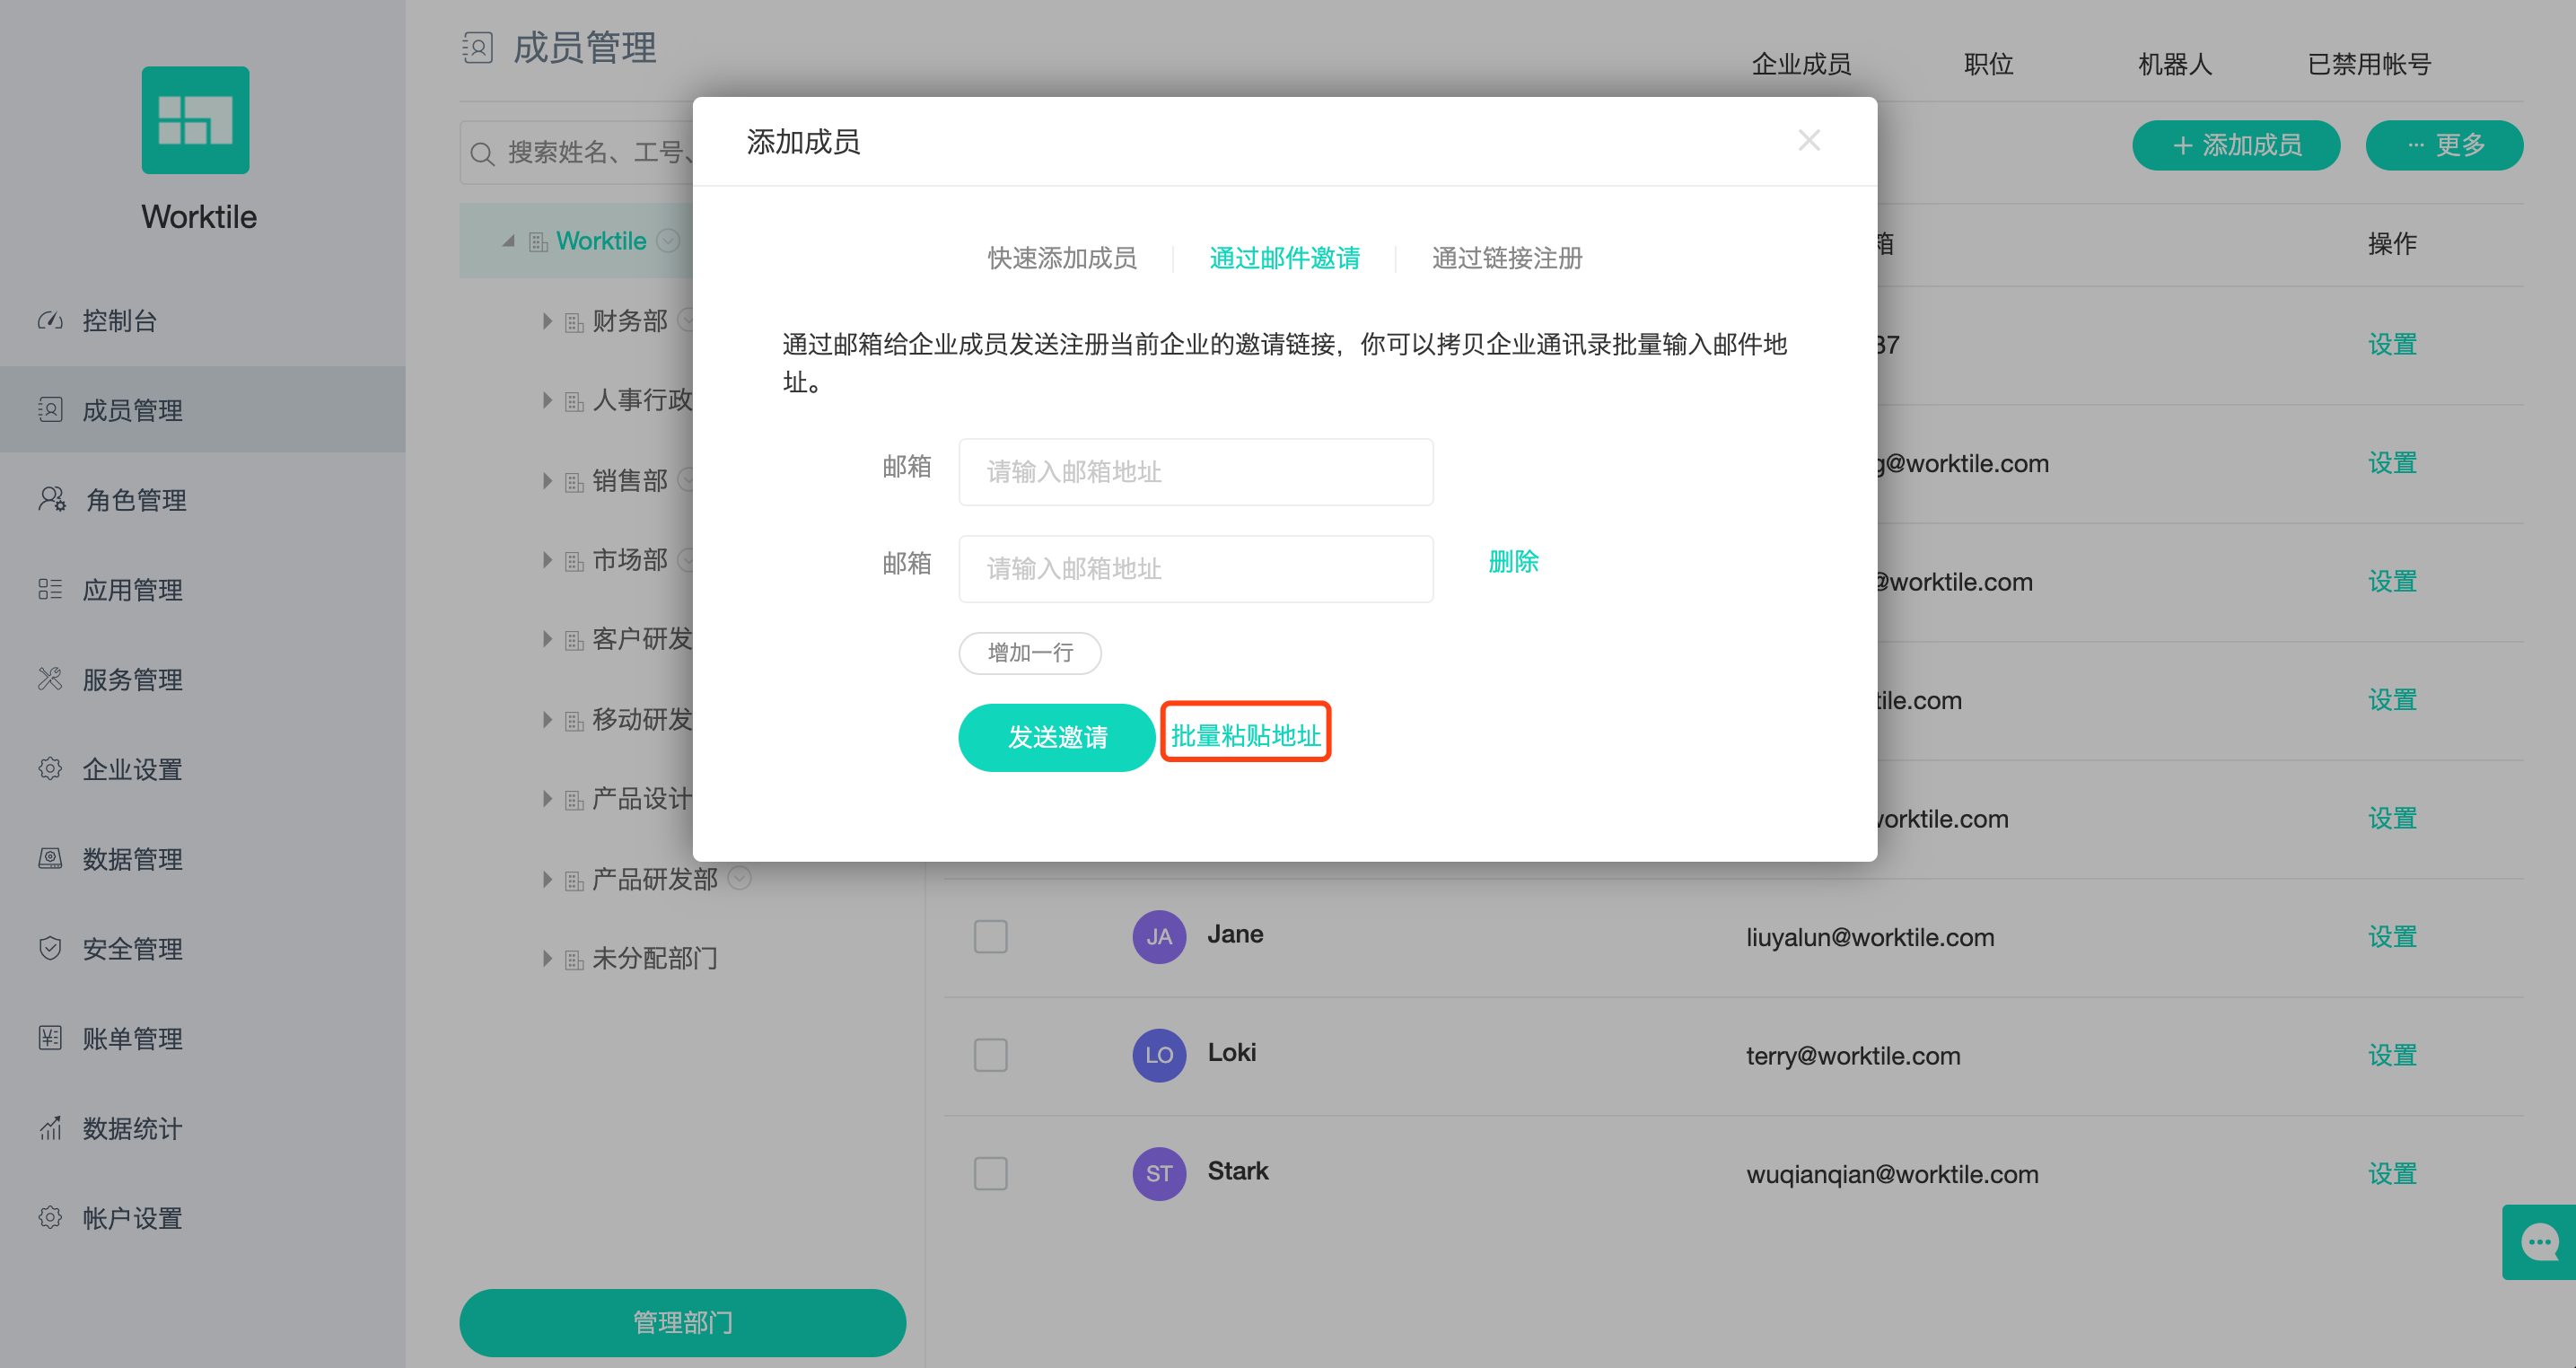 Worktile
控制台
成员管理
角色管理
应用管理
服务管理
企业设置
数据管理
安全管理
账单管理
数据统计
帐户设置
成员管理
企业成员
职位
机器人
已禁用帐号
搜索姓名、工号、
+ 添加成员
··· 更多
Worktile
财务部
人事行政
销售部
市场部
客户研发
移动研发
产品设计
产品研发部
未分配部门
管理部门
添加成员
快速添加成员
通过邮件邀请
通过链接注册
通过邮箱给企业成员发送注册当前企业的邀请链接，你可以拷贝企业通讯录批量输入邮件地
址。
邮箱
请输入邮箱地址
邮箱
请输入邮箱地址
删除
增加一行
发送邀请
批量粘贴地址
箱
操作
37
设置
g@worktile.com
设置
@worktile.com
设置
tile.com
设置
worktile.com
设置
JA
Jane
liuyalun@worktile.com
设置
LO
Loki
terry@worktile.com
设置
ST
Stark
wuqianqian@worktile.com
设置